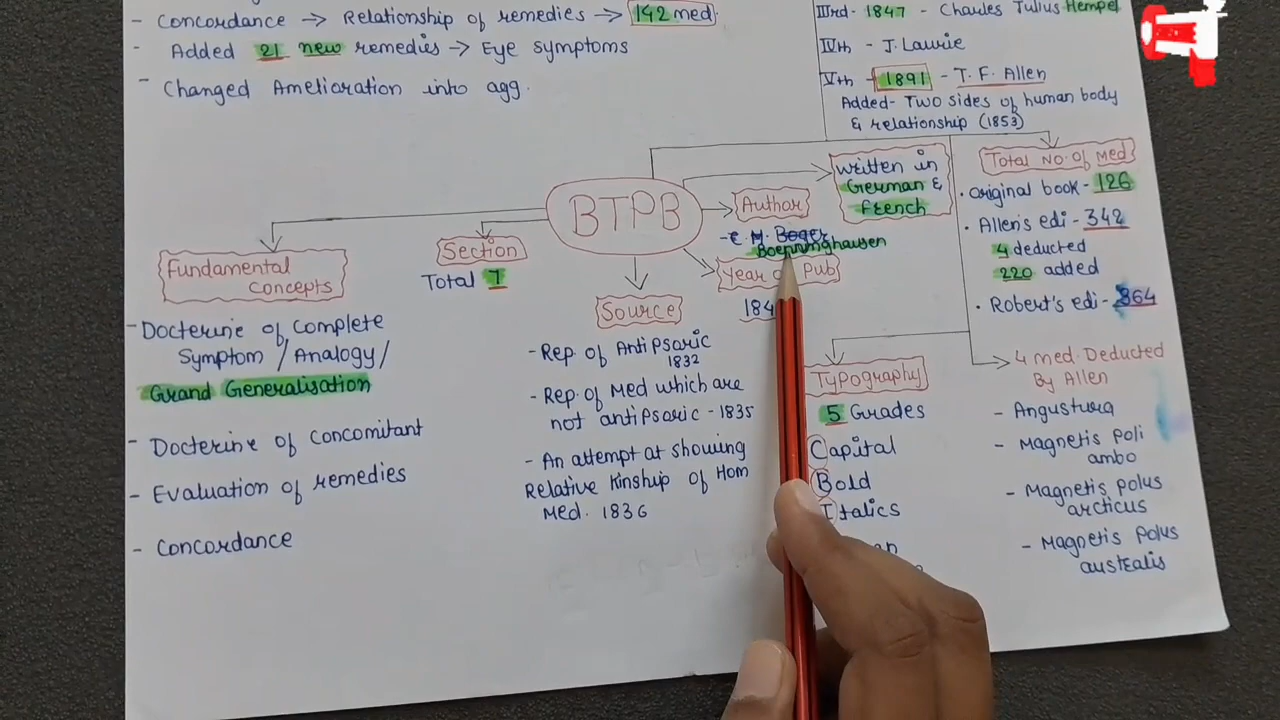 - Concordance → Relationship of remedies → 142 med
- Added 21 new remedies → Eye symptoms
- Changed Amelioration into agg.
IIIrd - 1847 - Charles Julius Hempel
IVth - J. Laurie
Vth - 1891 - T. F. Allen
Added - Two sides of human body
& relationship (1853)
BTPB
Fundamental
concepts
- Docterine of complete
Symptom / Analogy /
Grand Generalisation
- Docterine of concomitant
- Evaluation of remedies
- Concordance
Section
Total 7
Source
- Rep. of Anti Psoric
1832
- Rep. of Med which are
not antipsoric - 1835
- An attempt at showing
Relative Kinship of Hom
Med. 1836
Author
- C. M. Boger
Boenninghausen
Year of Pub
184
Written in
German &
French
Typography
5 Grades
Capital
Bold
Italics
Total No. of Med
. Original book - 126
. Allen's edi - 342
4 deducted
220 added
. Robert's edi - 364
4 med. Deducted
By Allen
- Angustura
- Magnetis Poli
ambo
- Magnetis Polus
arcticus
- Magnetis Polus
australis